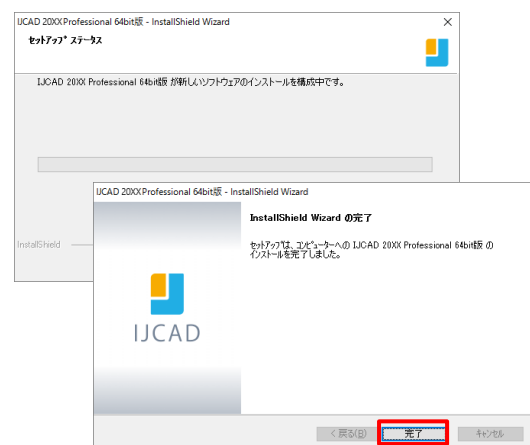 IJCAD 20XX Professional 64bit版 - InstallShield Wizard
セットアップ ステータス
IJCAD 20XX Professional 64bit版 が新しいソフトウェアのインストールを構成中です。
InstallShield
IJCAD 20XX Professional 64bit版 - InstallShield Wizard
InstallShield Wizard の完了
セットアップは、コンピューターへの IJCAD 20XX Professional 64bit版 の
インストールを完了しました。
IJCAD
< 戻る(B)
完了
キャンセル